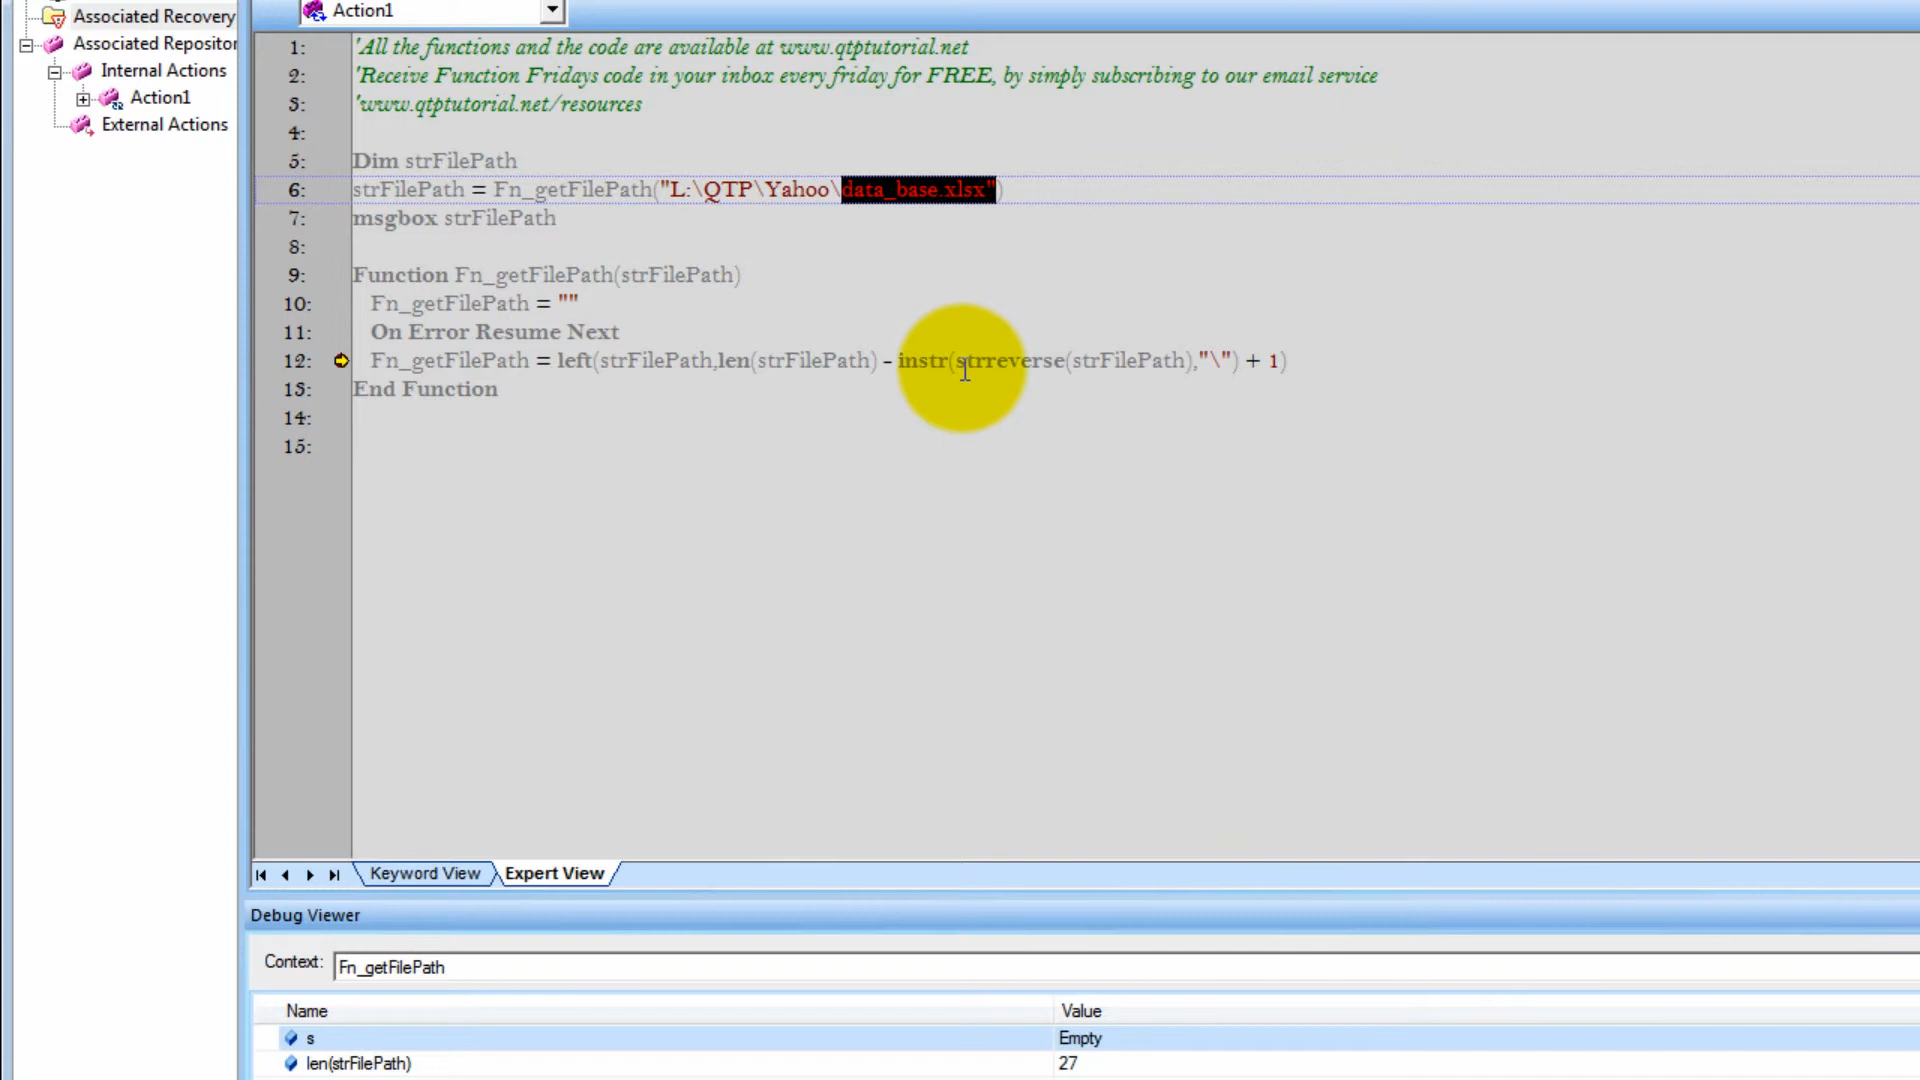 Associated Recovery
Associated Repositor
Internal Actions
Action1
External Actions
Action1
1: 'All the functions and the code are available at www.qtptutorial.net
2: 'Receive Function Fridays code in your inbox every friday for FREE, by simply subscribing to our email service
3: 'www.qtptutorial.net/resources
4:
5: Dim strFilePath
6: strFilePath = Fn_getFilePath("L:\QTP\Yahoo\data_base.xlsx")
7: msgbox strFilePath
8:
9: Function Fn_getFilePath(strFilePath)
10: Fn_getFilePath = ""
11: On Error Resume Next
12: Fn_getFilePath = left(strFilePath,len(strFilePath) - instr(strreverse(strFilePath),"\") + 1)
13: End Function
14:
15:
Keyword View Expert View
Debug Viewer
Context: Fn_getFilePath
Name Value
s Empty
len(strFilePath) 27